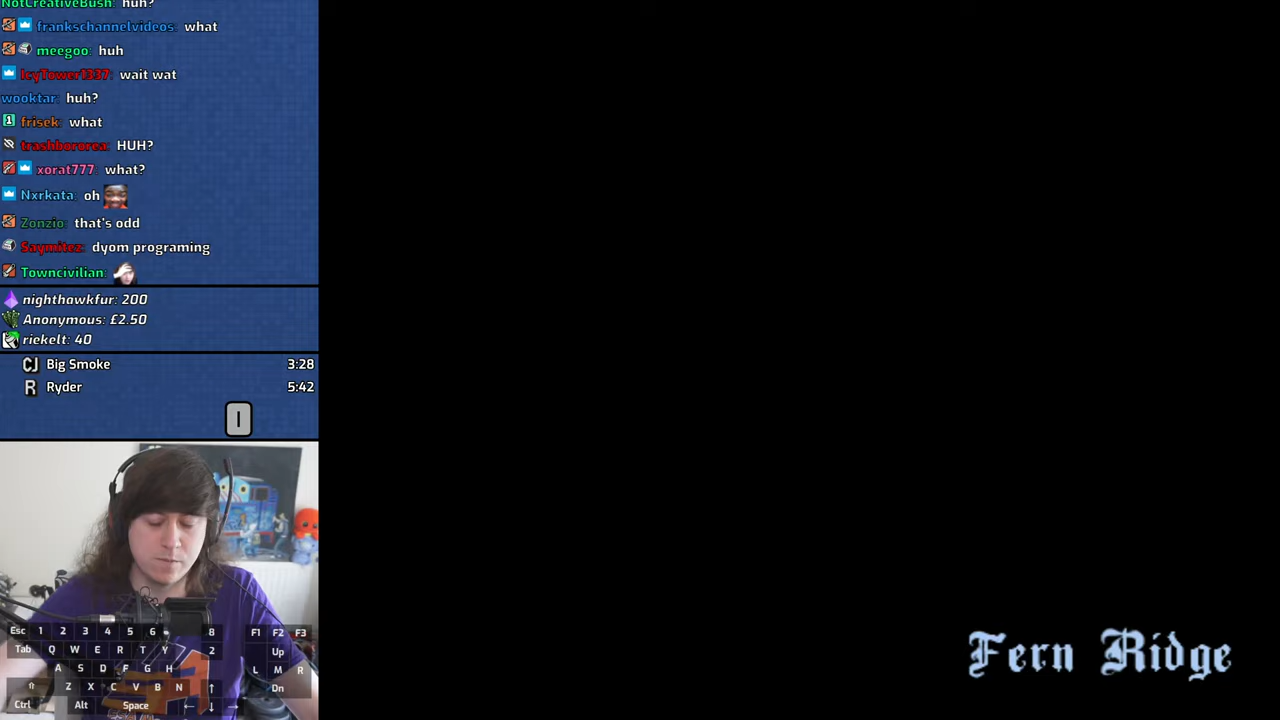 NotCreativeBush: huh?
frankschannelvideos: what
meegoo: huh
IcyTower1337: wait wat
wooktar: huh?
1 frisek: what
trashbororea: HUH?
xorat777: what?
Nxrkata: oh
Zonzio: that's odd
Saymitez: dyom programing
Towncivilian:
nighthawkfur: 200
Anonymous: £2.50
riekelt: 40
CJ Big Smoke 3:28
R Ryder 5:42
I
Esc 1 2 3 4 5 6 8 F1 F2 F3
Tab Q W E R T Y 2 Up
A S D F G H L M R
⇧ Z X C V B N ↑ Dn
Ctrl Alt Space ← ↓ →
Fern Ridge